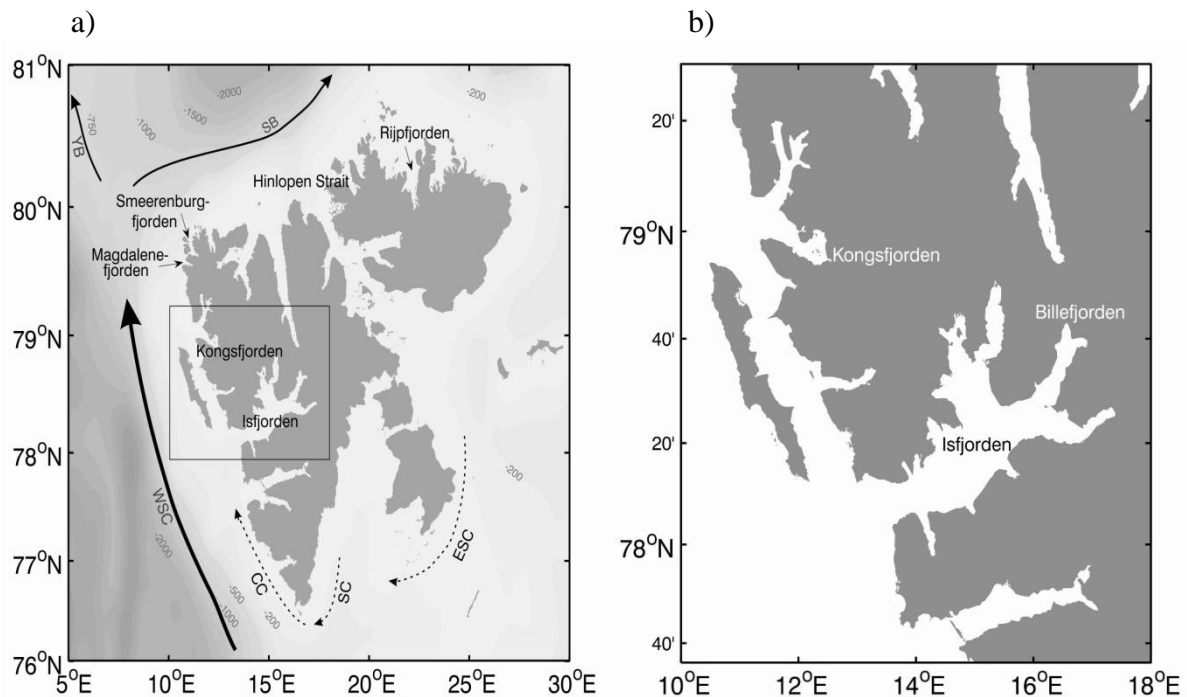 a)
b)
81°N
80°N
79°N
78°N
77°N
76°N
5°E
10°E
15°E
20°E
25°E
30°E
-2000
-1500
-1000
-750
-200
YB
SB
Rijpfjorden
Hinlopen Strait
Smeerenburg-
fjorden
Magdalene-
fjorden
Kongsfjorden
Isfjorden
-200
WSC
-2000
-500
-1000
-200
CC
SC
ESC
20'
79°N
40'
20'
78°N
40'
10°E
12°E
14°E
16°E
18°E
Kongsfjorden
Billefjorden
Isfjorden